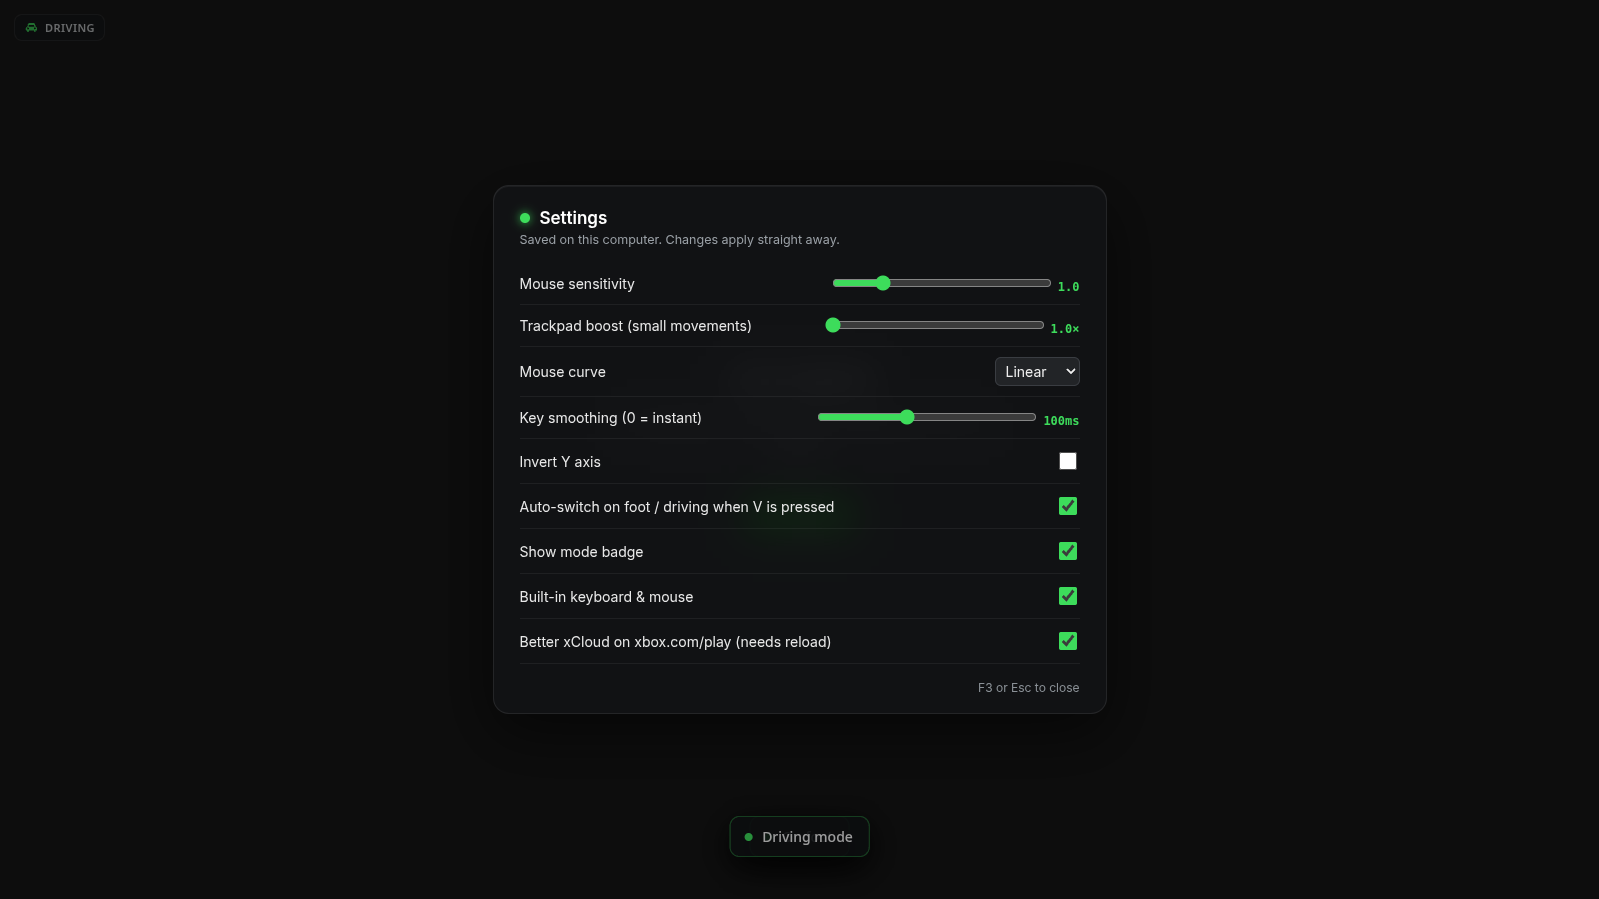 DRIVING
Settings
Saved on this computer. Changes apply straight away.
Mouse sensitivity 1.0
Trackpad boost (small movements) 1.0×
Mouse curve Linear
Key smoothing (0 = instant) 100ms
Invert Y axis
Auto-switch on foot / driving when V is pressed
Show mode badge
Built-in keyboard & mouse
Better xCloud on xbox.com/play (needs reload)
F3 or Esc to close
Driving mode